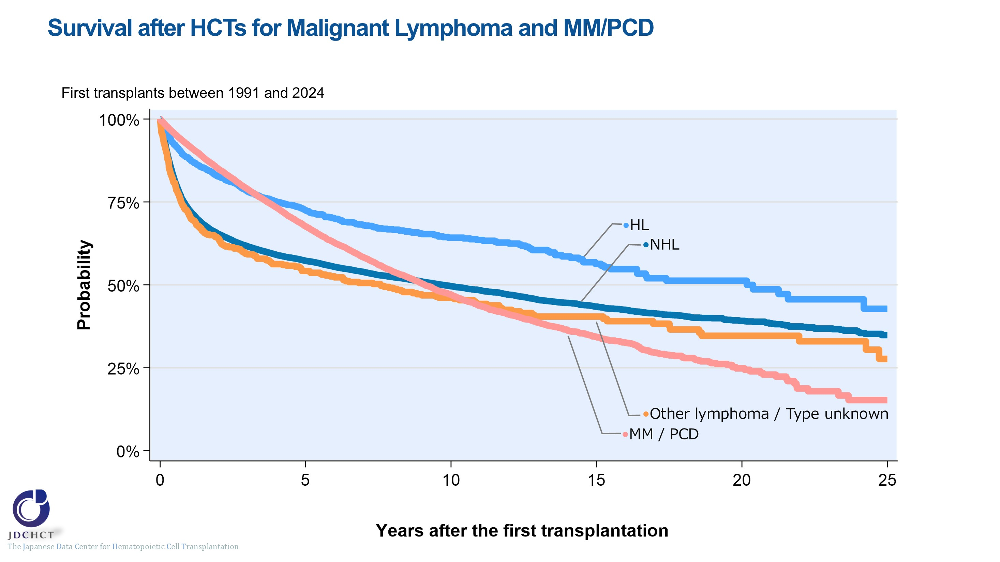 Survival after HCTs for Malignant Lymphoma and MM/PCD
First transplants between 1991 and 2024
100%
75%
50%
25%
0%
Probability
HL
NHL
Other lymphoma / Type unknown
MM / PCD
0 5 10 15 20 25
Years after the first transplantation
JDCHCT
The Japanese Data Center for Hematopoietic Cell Transplantation